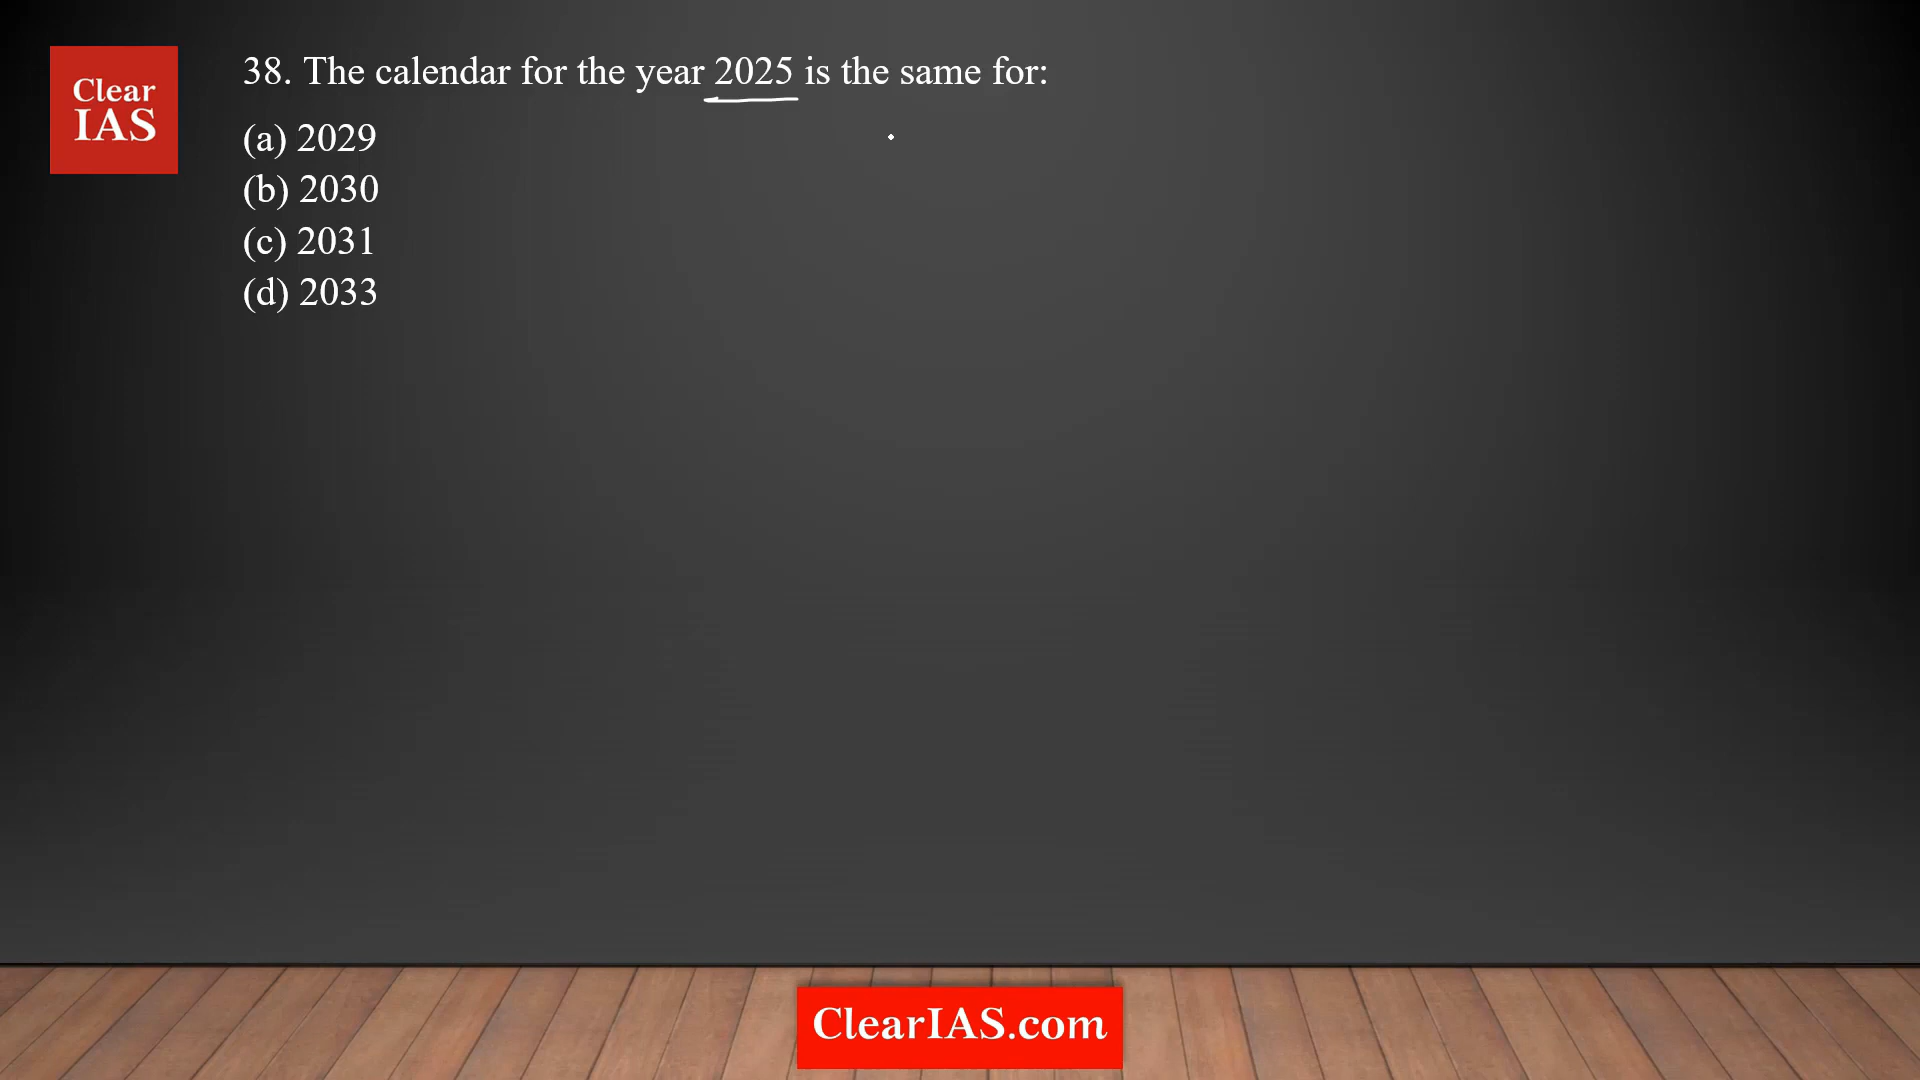 Clear
IAS
38. The calendar for the year 2025 is the same for:
(a) 2029
(b) 2030
(c) 2031
(d) 2033
ClearIAS.com